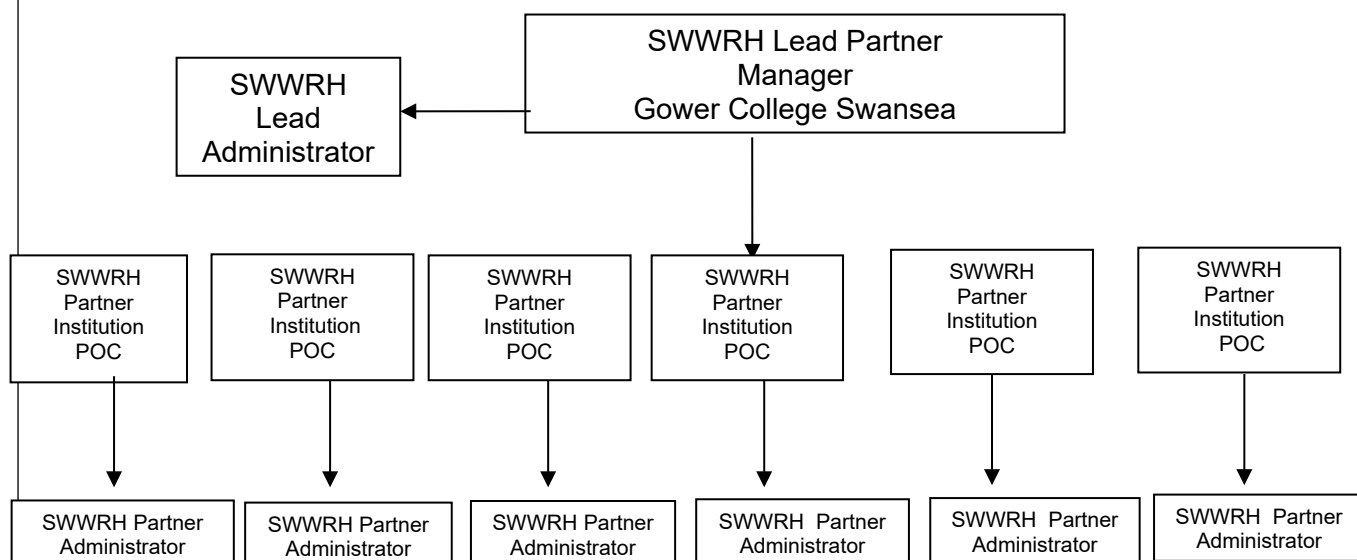 SWWRH Lead Partner
Manager
Gower College Swansea
SWWRH
Lead
Administrator
SWWRH
Partner
Institution
POC
SWWRH
Partner
Institution
POC
SWWRH
Partner
Institution
POC
SWWRH
Partner
Institution
POC
SWWRH
Partner
Institution
POC
SWWRH
Partner
Institution
POC
SWWRH Partner
Administrator
SWWRH Partner
Administrator
SWWRH Partner
Administrator
SWWRH Partner
Administrator
SWWRH Partner
Administrator
SWWRH Partner
Administrator